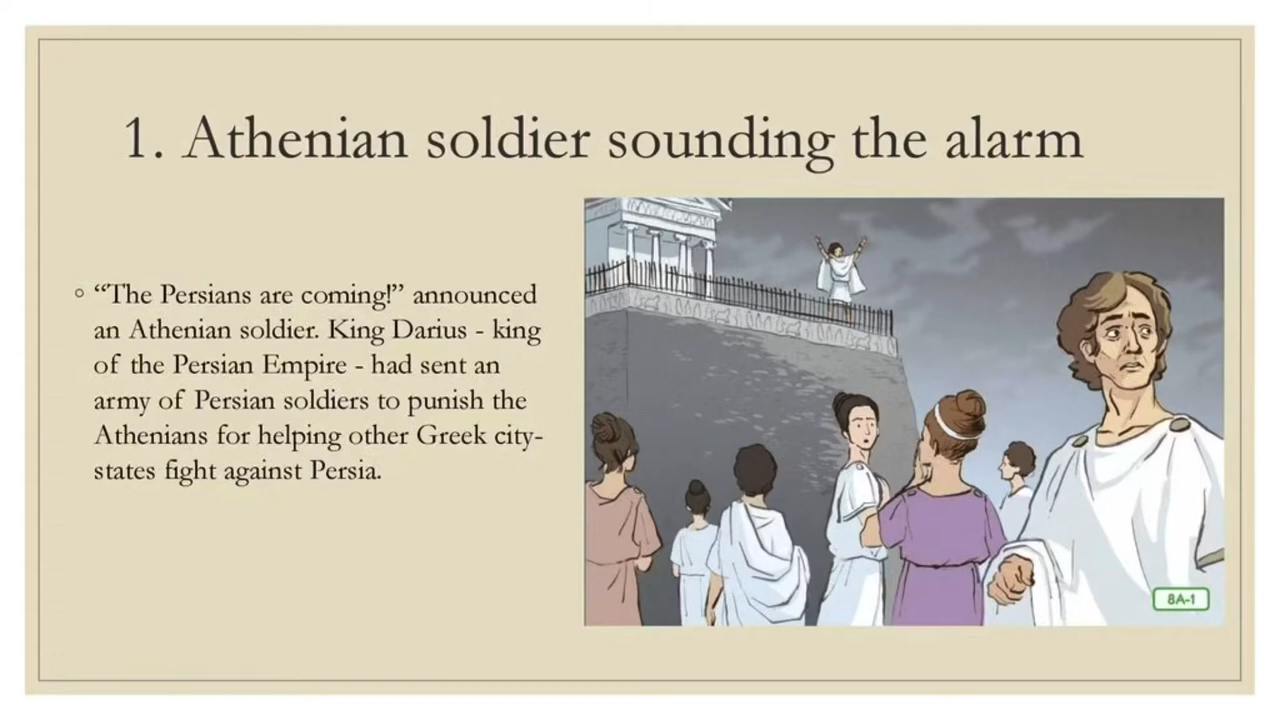 1. Athenian soldier sounding the alarm
“The Persians are coming!” announced
an Athenian soldier. King Darius - king
of the Persian Empire - had sent an
army of Persian soldiers to punish the
Athenians for helping other Greek city-
states fight against Persia.
8A-1